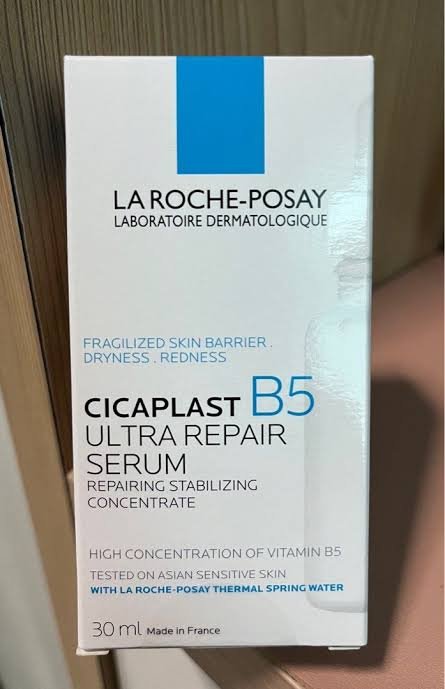 LA ROCHE-POSAY
LABORATOIRE DERMATOLOGIQUE
FRAGILIZED SKIN BARRIER .
DRYNESS . REDNESS
CICAPLAST B5
ULTRA REPAIR
SERUM
REPAIRING STABILIZING
CONCENTRATE
HIGH CONCENTRATION OF VITAMIN B5
TESTED ON ASIAN SENSITIVE SKIN
WITH LA ROCHE-POSAY THERMAL SPRING WATER
30 ml Made in France